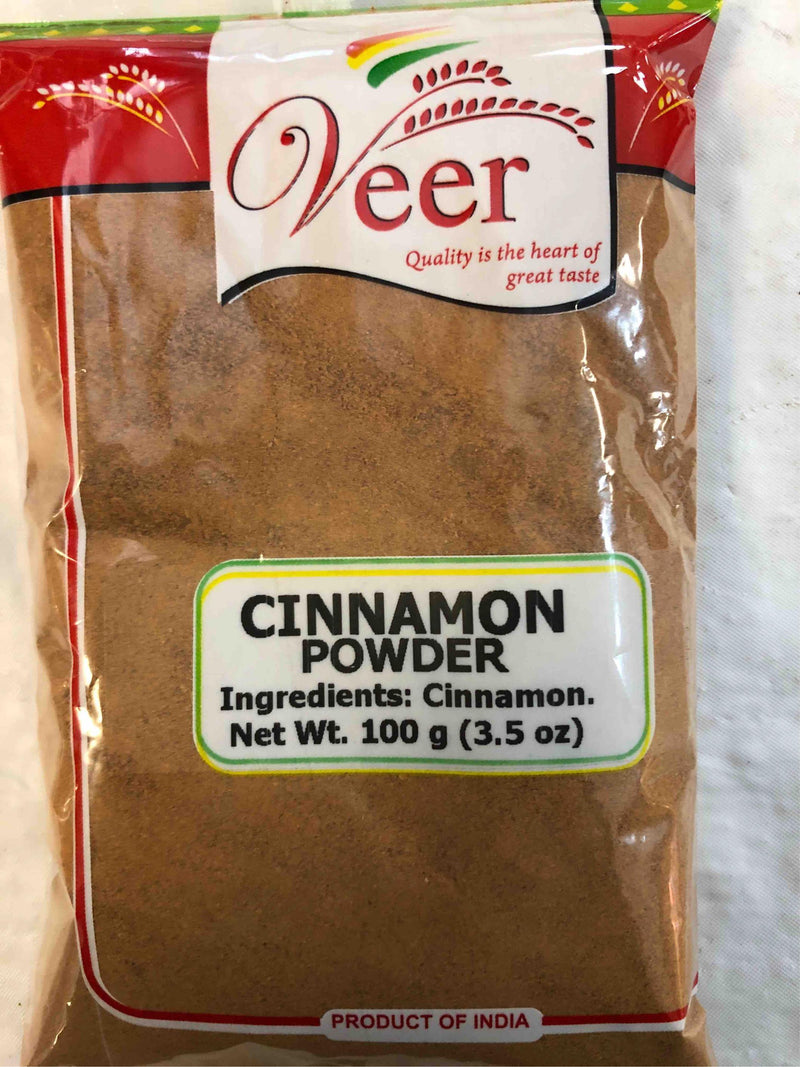 Veer
Quality is the heart of
great taste
CINNAMON
POWDER
Ingredients: Cinnamon.
Net Wt. 100 g (3.5 oz)
PRODUCT OF INDIA